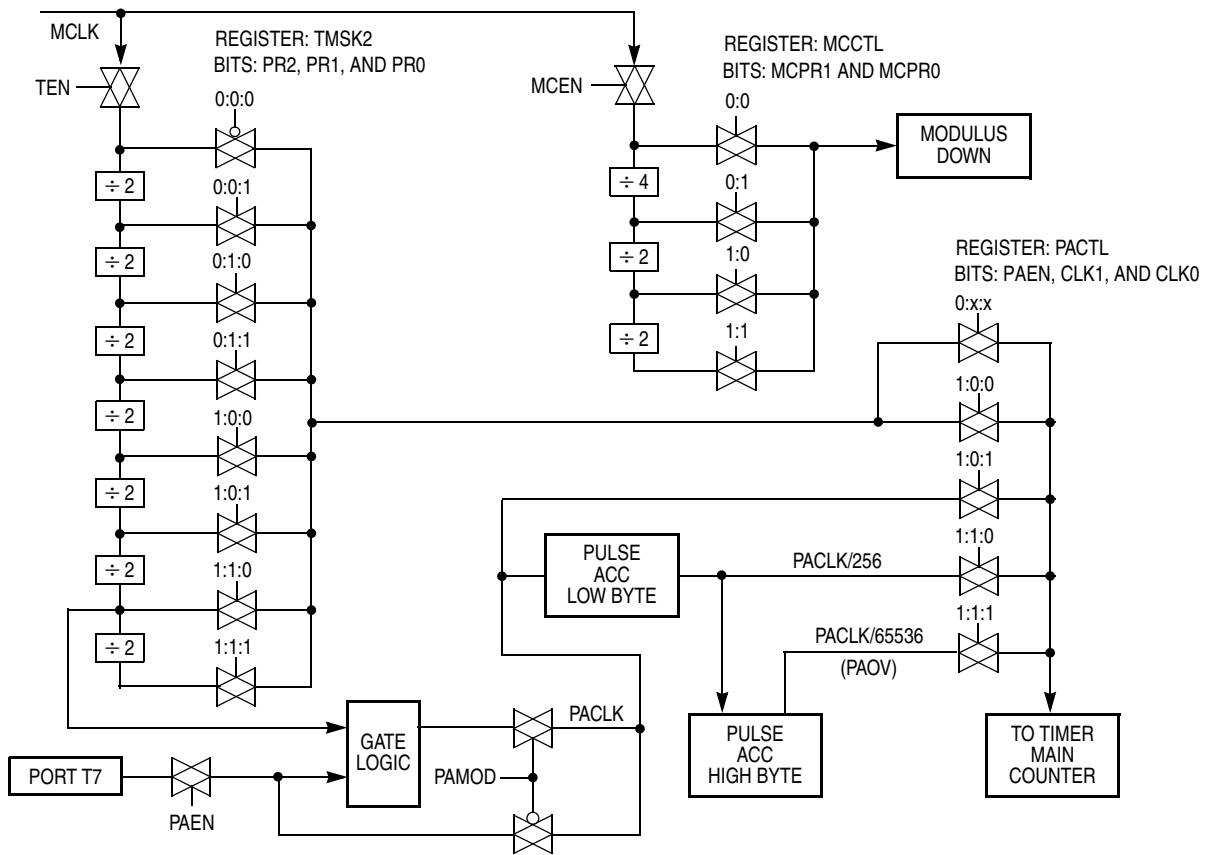 MCLK
REGISTER: TMSK2
BITS: PR2, PR1, AND PR0
REGISTER: MCCTL
BITS: MCPR1 AND MCPR0
TEN
0:0:0
MCEN
0:0
MODULUS
DOWN
÷ 2
0:0:1
÷ 4
0:1
÷ 2
0:1:0
÷ 2
1:0
REGISTER: PACTL
BITS: PAEN, CLK1, AND CLK0
0:x:x
÷ 2
0:1:1
÷ 2
1:1
÷ 2
1:0:0
1:0:0
÷ 2
1:0:1
1:0:1
÷ 2
1:1:0
PULSE
ACC
LOW BYTE
PACLK/256
1:1:0
÷ 2
1:1:1
PACLK/65536
(PAOV)
1:1:1
GATE
LOGIC
PACLK
PULSE
ACC
HIGH BYTE
TO TIMER
MAIN
COUNTER
PORT T7
PAEN
PAMOD